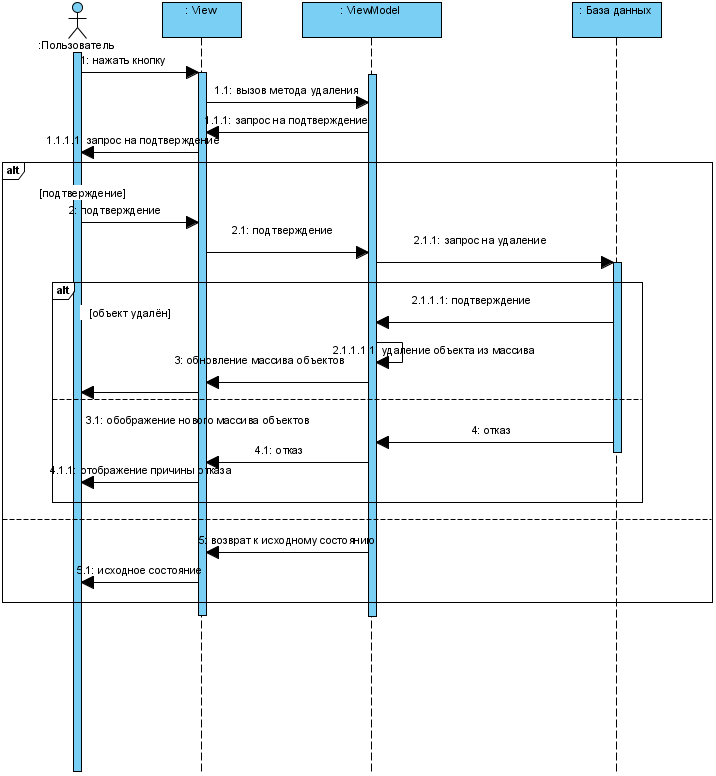 : View
: ViewModel
: База данных
:Пользователь
1: нажать кнопку
1.1: вызов метода удаления
1.1.1: запрос на подтверждение
1.1.1.1: запрос на подтверждение
alt
[подтверждение]
2: подтверждение
2.1: подтверждение
2.1.1: запрос на удаление
alt
[объект удалён]
2.1.1.1: подтверждение
2.1.1.1.1: удаление объекта из массива
3: обновление массива объектов
3.1: обображение нового массива объектов
4: отказ
4.1: отказ
4.1.1: отображение причины отказа
5: возврат к исходному состоянию
5.1: исходное состояние